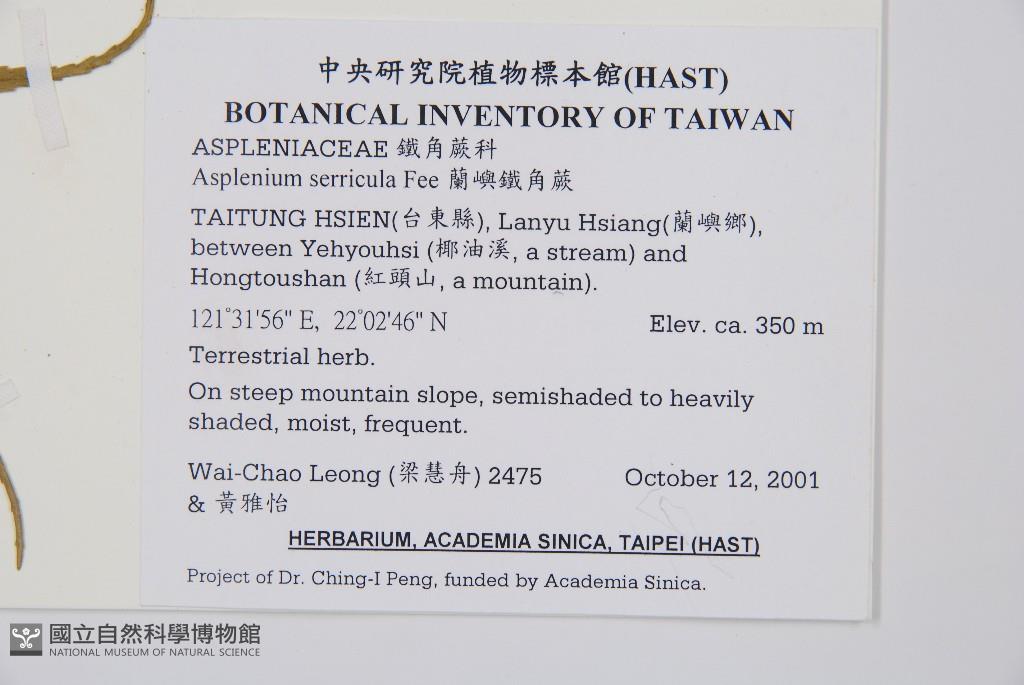 中央研究院植物標本館(HAST)
BOTANICAL INVENTORY OF TAIWAN
ASPLENIACEAE 鐵角蕨科
Asplenium serricula Fee 蘭嶼鐵角蕨
TAITUNG HSIEN(台東縣), Lanyu Hsiang(蘭嶼鄉),
between Yehyouhsi (椰油溪, a stream) and
Hongtoushan (紅頭山, a mountain).
121°31'56" E, 22°02'46" N Elev. ca. 350 m
Terrestrial herb.
On steep mountain slope, semishaded to heavily
shaded, moist, frequent.
Wai-Chao Leong (梁慧舟) 2475 October 12, 2001
& 黃雅怡
HERBARIUM, ACADEMIA SINICA, TAIPEI (HAST)
Project of Dr. Ching-I Peng, funded by Academia Sinica.
國立自然科學博物館
NATIONAL MUSEUM OF NATURAL SCIENCE